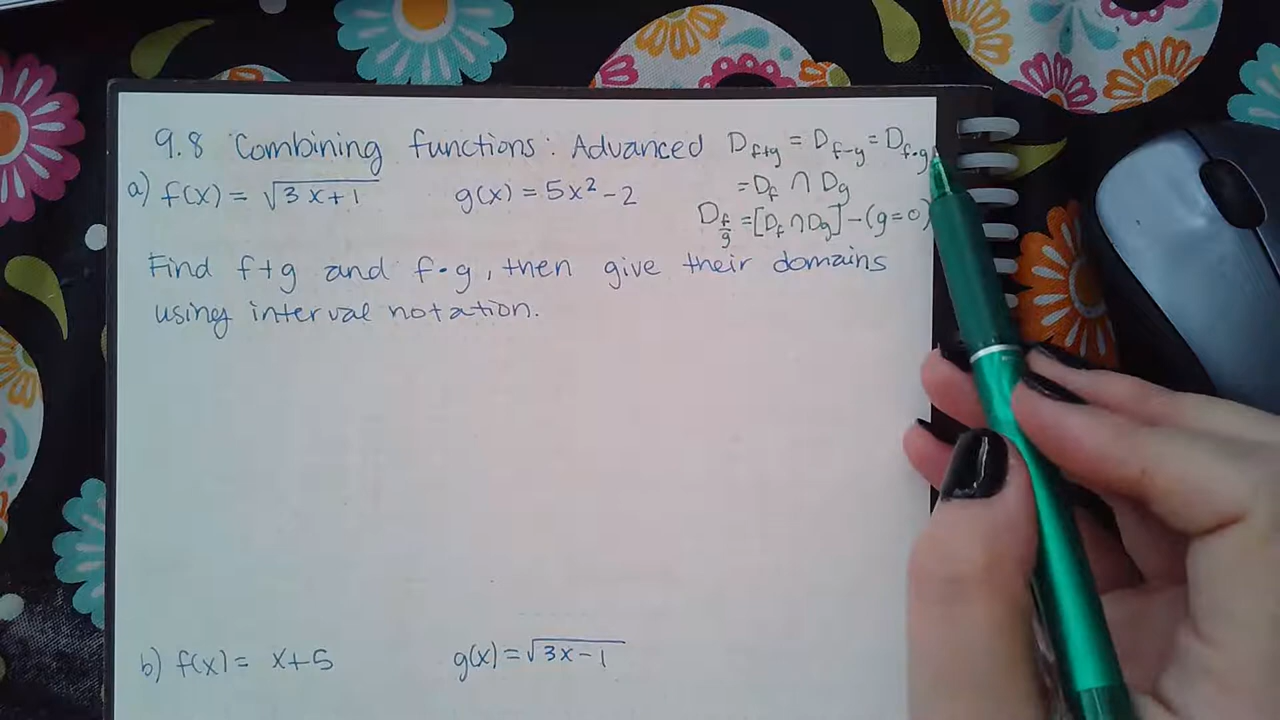 9.8 Combining functions: Advanced D_{f+g} = D_{f-g} = D_{f·g}
= D_f ∩ D_g
a) f(x) = √(3x+1) g(x) = 5x² - 2
D_{f/g} = [D_f ∩ D_g] - (g=0)
Find f+g and f•g, then give their domains
using interval notation.
b) f(x) = x+5 g(x) = √(3x-1)